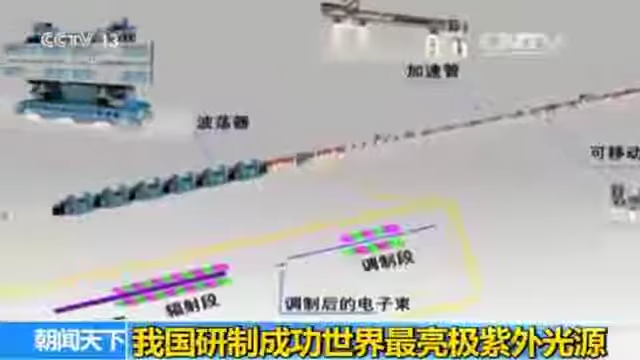 CCTV 13
加速管
波荡器
可移动
调制段
辐射段
调制后的电子束
朝闻天下
我国研制成功世界最亮极紫外光源